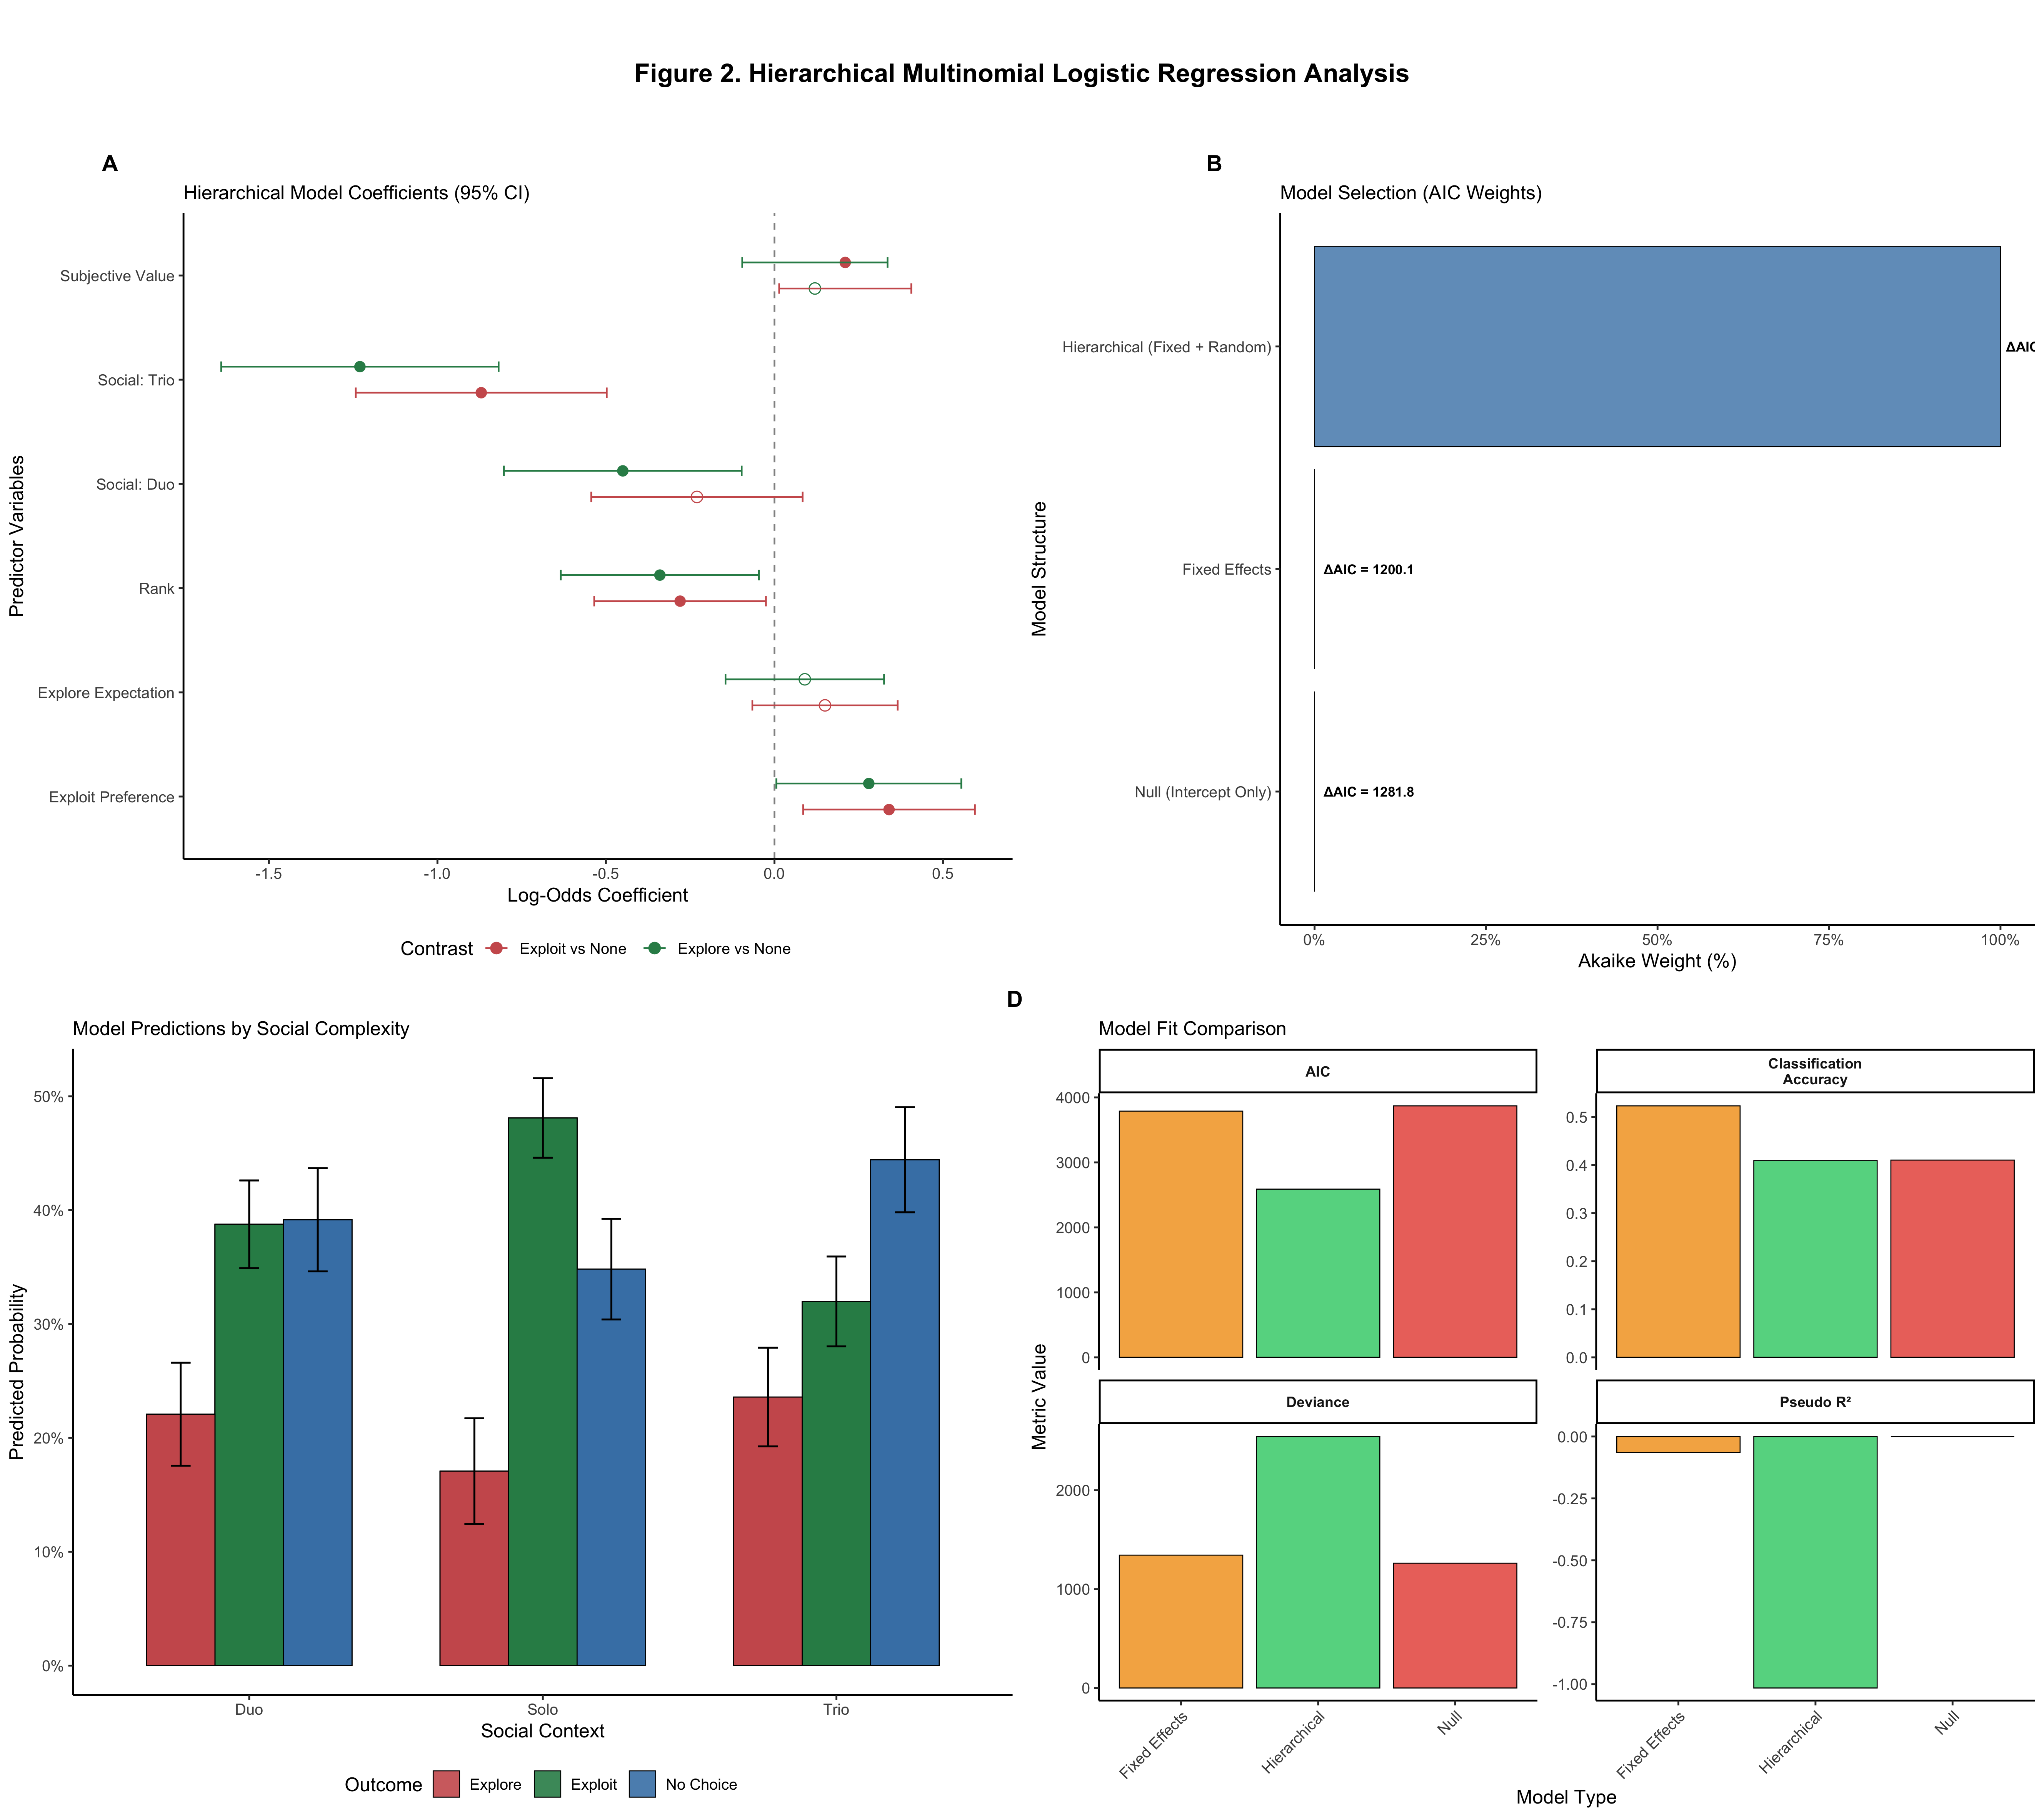 Figure 2. Hierarchical Multinomial Logistic Regression Analysis
A
Hierarchical Model Coefficients (95% CI)
Predictor Variables
Subjective Value
Social: Trio
Social: Duo
Rank
Explore Expectation
Exploit Preference
-1.5 -1.0 -0.5 0.0 0.5
Log-Odds Coefficient
Contrast Exploit vs None Explore vs None
B
Model Selection (AIC Weights)
Model Structure
Hierarchical (Fixed + Random)
ΔAIC
Fixed Effects
ΔAIC = 1200.1
Null (Intercept Only)
ΔAIC = 1281.8
0% 25% 50% 75% 100%
Akaike Weight (%)
Model Predictions by Social Complexity
Predicted Probability
50%
40%
30%
20%
10%
0%
Duo Solo Trio
Social Context
Outcome Explore Exploit No Choice
D
Model Fit Comparison
Metric Value
AIC
4000
3000
2000
1000
0
Classification
Accuracy
0.5
0.4
0.3
0.2
0.1
0.0
Deviance
2000
1000
0
Fixed Effects Hierarchical Null
Pseudo R²
0.00
-0.25
-0.50
-0.75
-1.00
Fixed Effects Hierarchical Null
Model Type